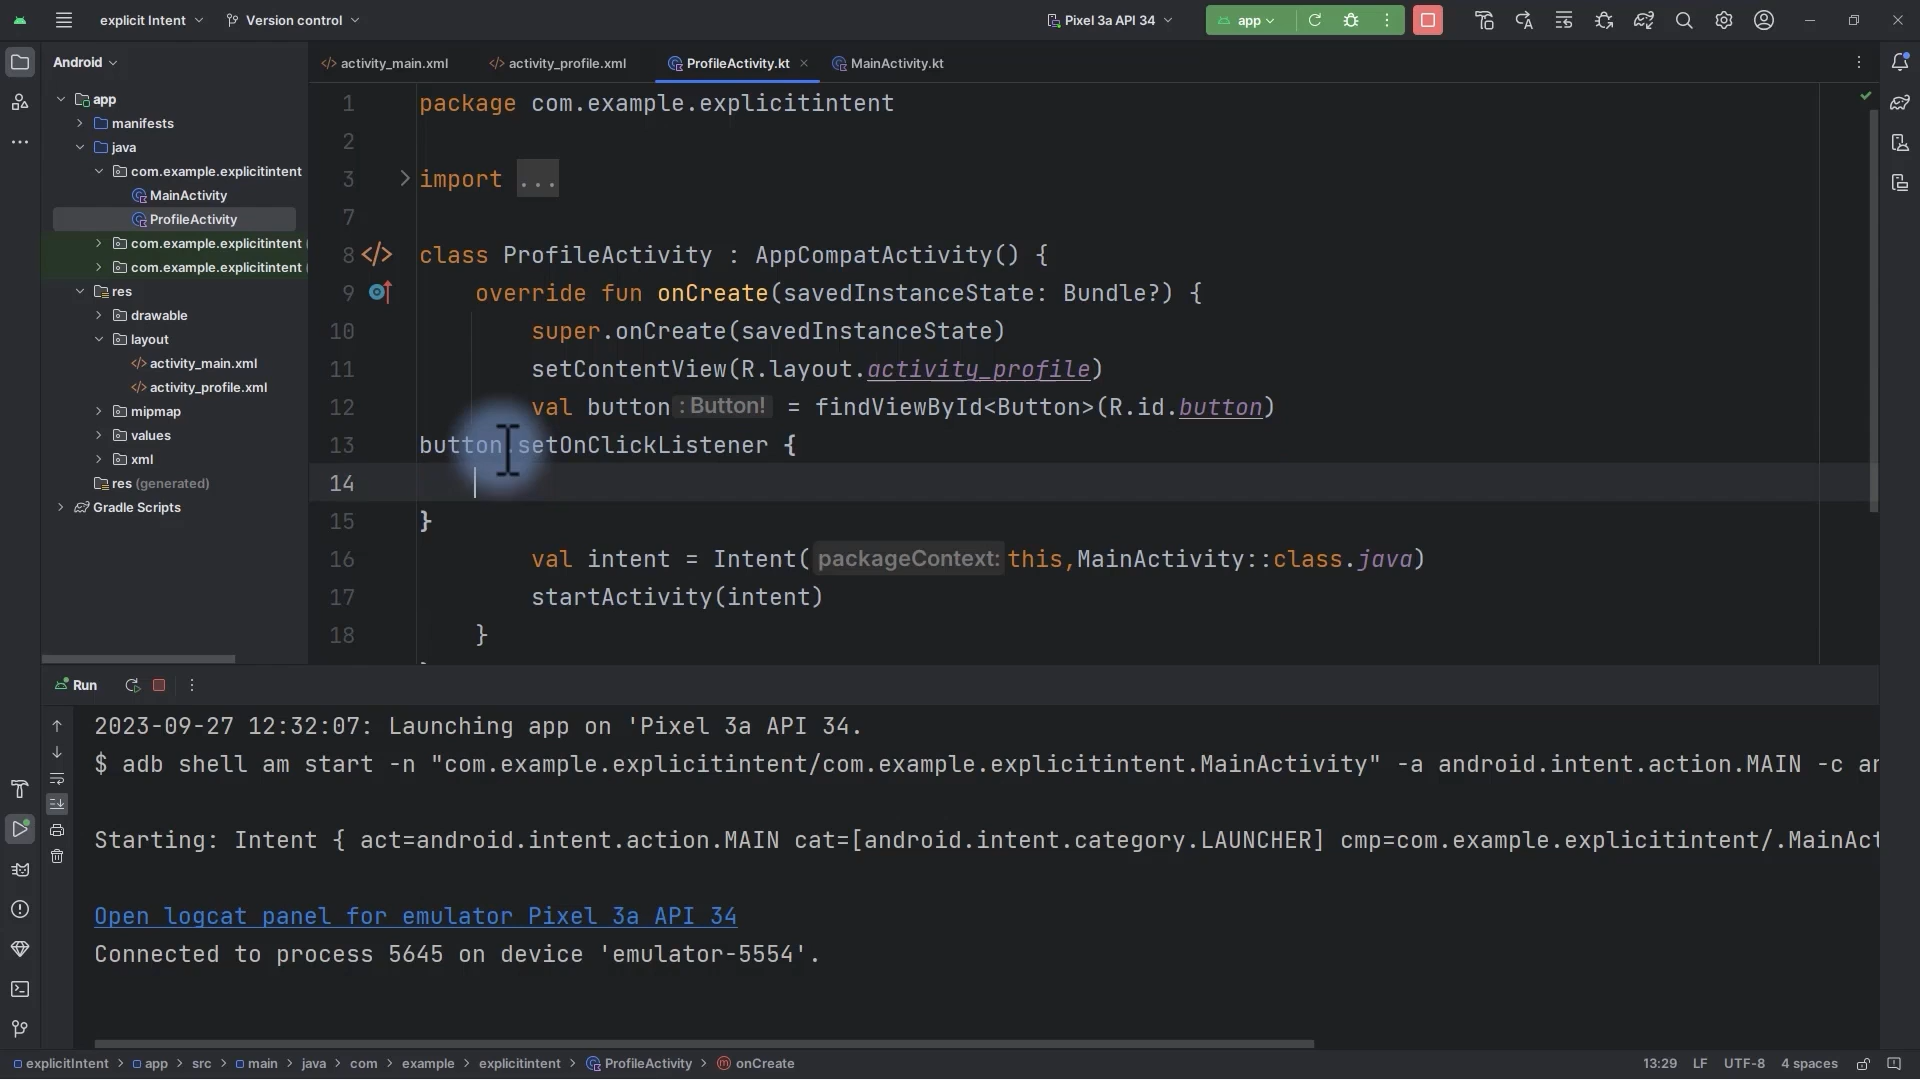 explicit Intent
Version control
Pixel 3a API 34
app
Android
activity_main.xml
activity_profile.xml
ProfileActivity.kt
MainActivity.kt
app
manifests
java
com.example.explicitintent
MainActivity
ProfileActivity
com.example.explicitintent
com.example.explicitintent
res
drawable
layout
activity_main.xml
activity_profile.xml
mipmap
values
xml
res (generated)
Gradle Scripts
1 package com.example.explicitintent
2
3 import ...
7
8 class ProfileActivity : AppCompatActivity() {
9 override fun onCreate(savedInstanceState: Bundle?) {
10 super.onCreate(savedInstanceState)
11 setContentView(R.layout.activity_profile)
12 val button : Button! = findViewById<Button>(R.id.button)
13 button.setOnClickListener {
14
15 }
16 val intent = Intent( packageContext: this,MainActivity::class.java)
17 startActivity(intent)
18 }
Run
2023-09-27 12:32:07: Launching app on 'Pixel 3a API 34.
$ adb shell am start -n "com.example.explicitintent/com.example.explicitintent.MainActivity" -a android.intent.action.MAIN -c an
Starting: Intent { act=android.intent.action.MAIN cat=[android.intent.category.LAUNCHER] cmp=com.example.explicitintent/.MainAct
Open logcat panel for emulator Pixel 3a API 34
Connected to process 5645 on device 'emulator-5554'.
explicitIntent > app > src > main > java > com > example > explicitintent > ProfileActivity > onCreate
13:29 LF UTF-8 4 spaces